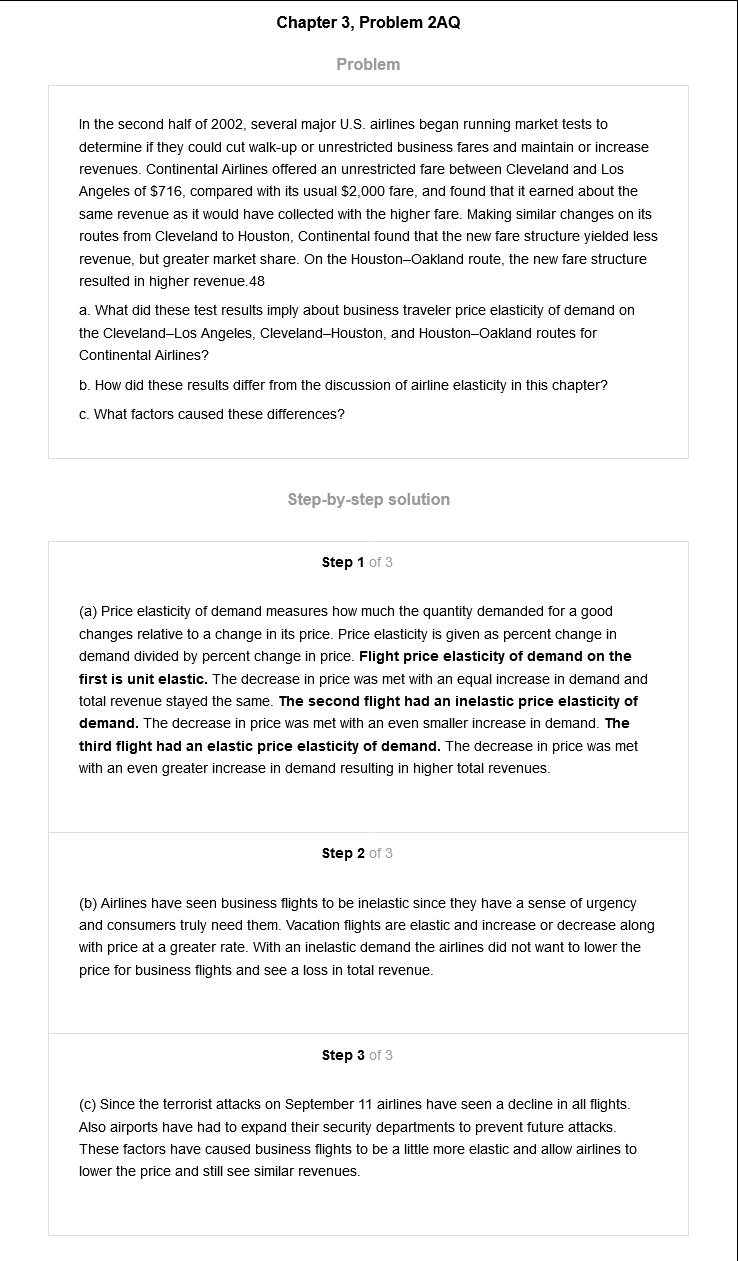 Chapter 3, Problem 2AQ
Problem
In the second half of 2002, several major U.S. airlines began running market tests to
determine if they could cut walk-up or unrestricted business fares and maintain or increase
revenues. Continental Airlines offered an unrestricted fare between Cleveland and Los
Angeles of $716, compared with its usual $2,000 fare, and found that it earned about the
same revenue as it would have collected with the higher fare. Making similar changes on its
routes from Cleveland to Houston, Continental found that the new fare structure yielded less
revenue, but greater market share. On the Houston–Oakland route, the new fare structure
resulted in higher revenue.48
a. What did these test results imply about business traveler price elasticity of demand on
the Cleveland–Los Angeles, Cleveland–Houston, and Houston–Oakland routes for
Continental Airlines?
b. How did these results differ from the discussion of airline elasticity in this chapter?
c. What factors caused these differences?
Step-by-step solution
Step 1 of 3
(a) Price elasticity of demand measures how much the quantity demanded for a good
changes relative to a change in its price. Price elasticity is given as percent change in
demand divided by percent change in price. Flight price elasticity of demand on the
first is unit elastic. The decrease in price was met with an equal increase in demand and
total revenue stayed the same. The second flight had an inelastic price elasticity of
demand. The decrease in price was met with an even smaller increase in demand. The
third flight had an elastic price elasticity of demand. The decrease in price was met
with an even greater increase in demand resulting in higher total revenues.
Step 2 of 3
(b) Airlines have seen business flights to be inelastic since they have a sense of urgency
and consumers truly need them. Vacation flights are elastic and increase or decrease along
with price at a greater rate. With an inelastic demand the airlines did not want to lower the
price for business flights and see a loss in total revenue.
Step 3 of 3
(c) Since the terrorist attacks on September 11 airlines have seen a decline in all flights.
Also airports have had to expand their security departments to prevent future attacks.
These factors have caused business flights to be a little more elastic and allow airlines to
lower the price and still see similar revenues.